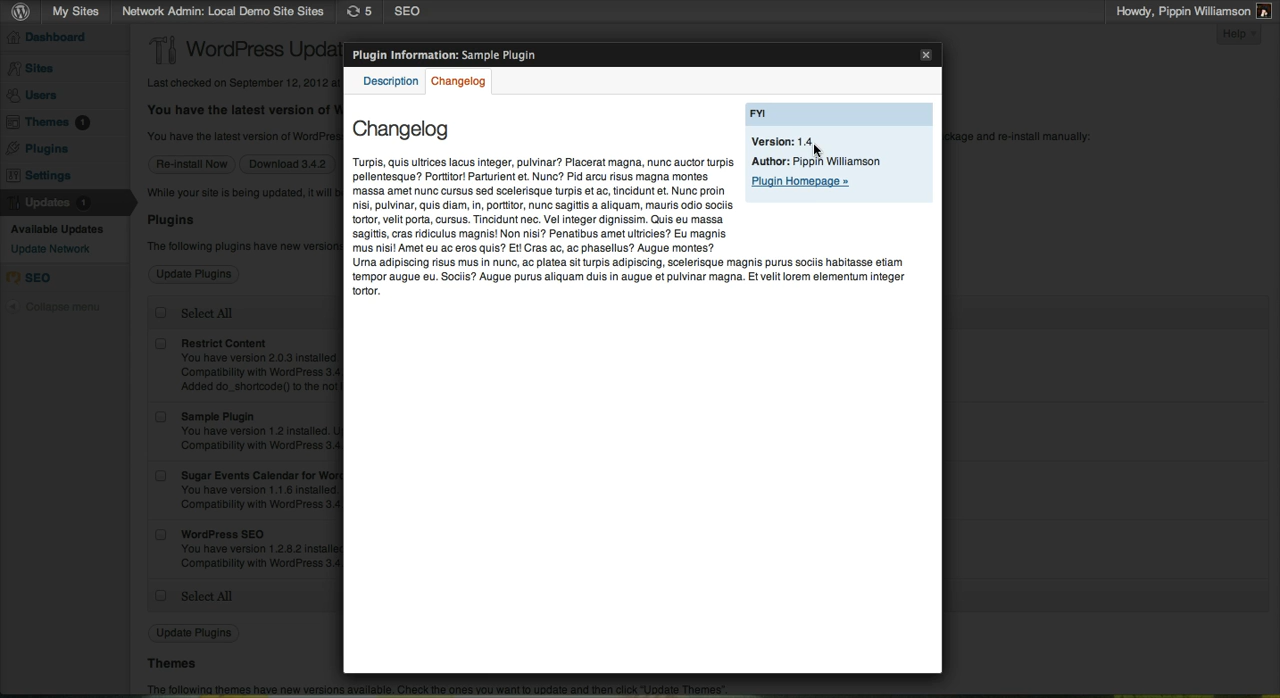 My Sites
Network Admin: Local Demo Site Sites
5
SEO
Howdy, Pippin Williamson
Dashboard
Sites
Users
Themes 1
Plugins
Settings
Updates 1
Available Updates
Update Network
SEO
Collapse menu
Help
WordPress Updat
Last checked on September 12, 2012 at
You have the latest version of W
You have the latest version of WordPres
ckage and re-install manually:
Re-install Now
Download 3.4.2
While your site is being updated, it will b
Plugins
The following plugins have new version
Update Plugins
Select All
Restrict Content
You have version 2.0.3 installed
Compatibility with WordPress 3.4
Added do_shortcode() to the not
Sample Plugin
You have version 1.2 installed. U
Compatibility with WordPress 3.4
Sugar Events Calendar for Word
You have version 1.1.6 installed.
Compatibility with WordPress 3.4
WordPress SEO
You have version 1.2.8.2 installed
Compatibility with WordPress 3.4
Select All
Update Plugins
Themes
The following themes have new versions available. Check the ones you want to update and then click "Update Themes".
Plugin Information: Sample Plugin
Description
Changelog
Changelog
Turpis, quis ultrices lacus integer, pulvinar? Placerat magna, nunc auctor turpis
pellentesque? Porttitor! Parturient et. Nunc? Pid arcu risus magna montes
massa amet nunc cursus sed scelerisque turpis et ac, tincidunt et. Nunc proin
nisi, pulvinar, quis diam, in, porttitor, nunc sagittis a aliquam, mauris odio sociis
tortor, velit porta, cursus. Tincidunt nec. Vel integer dignissim. Quis eu massa
sagittis, cras ridiculus magnis! Non nisi? Penatibus amet ultricies? Eu magnis
mus nisi! Amet eu ac eros quis? Et! Cras ac, ac phasellus? Augue montes?
Urna adipiscing risus mus in nunc, ac platea sit turpis adipiscing, scelerisque magnis purus sociis habitasse etiam
tempor augue eu. Sociis? Augue purus aliquam duis in augue et pulvinar magna. Et velit lorem elementum integer
tortor.
FYI
Version: 1.4
Author: Pippin Williamson
Plugin Homepage »